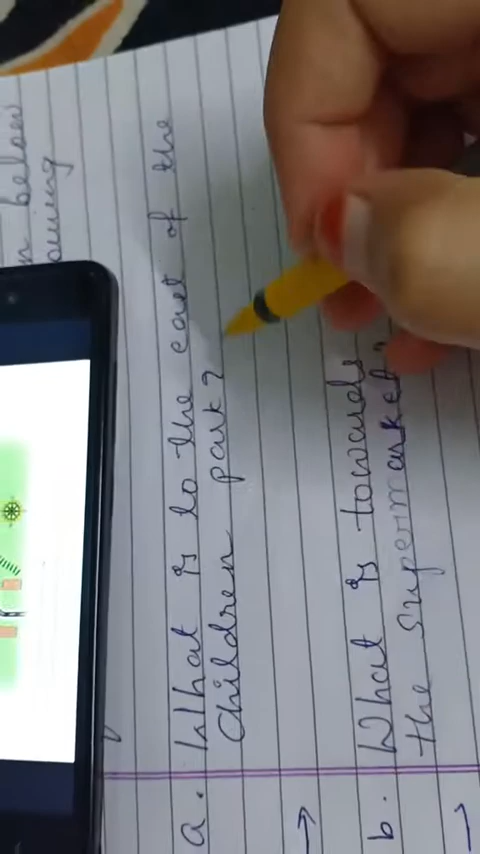 n below
owing
a. What is to the east of the
children park?
→
b. What is towards
the supermarket?
→